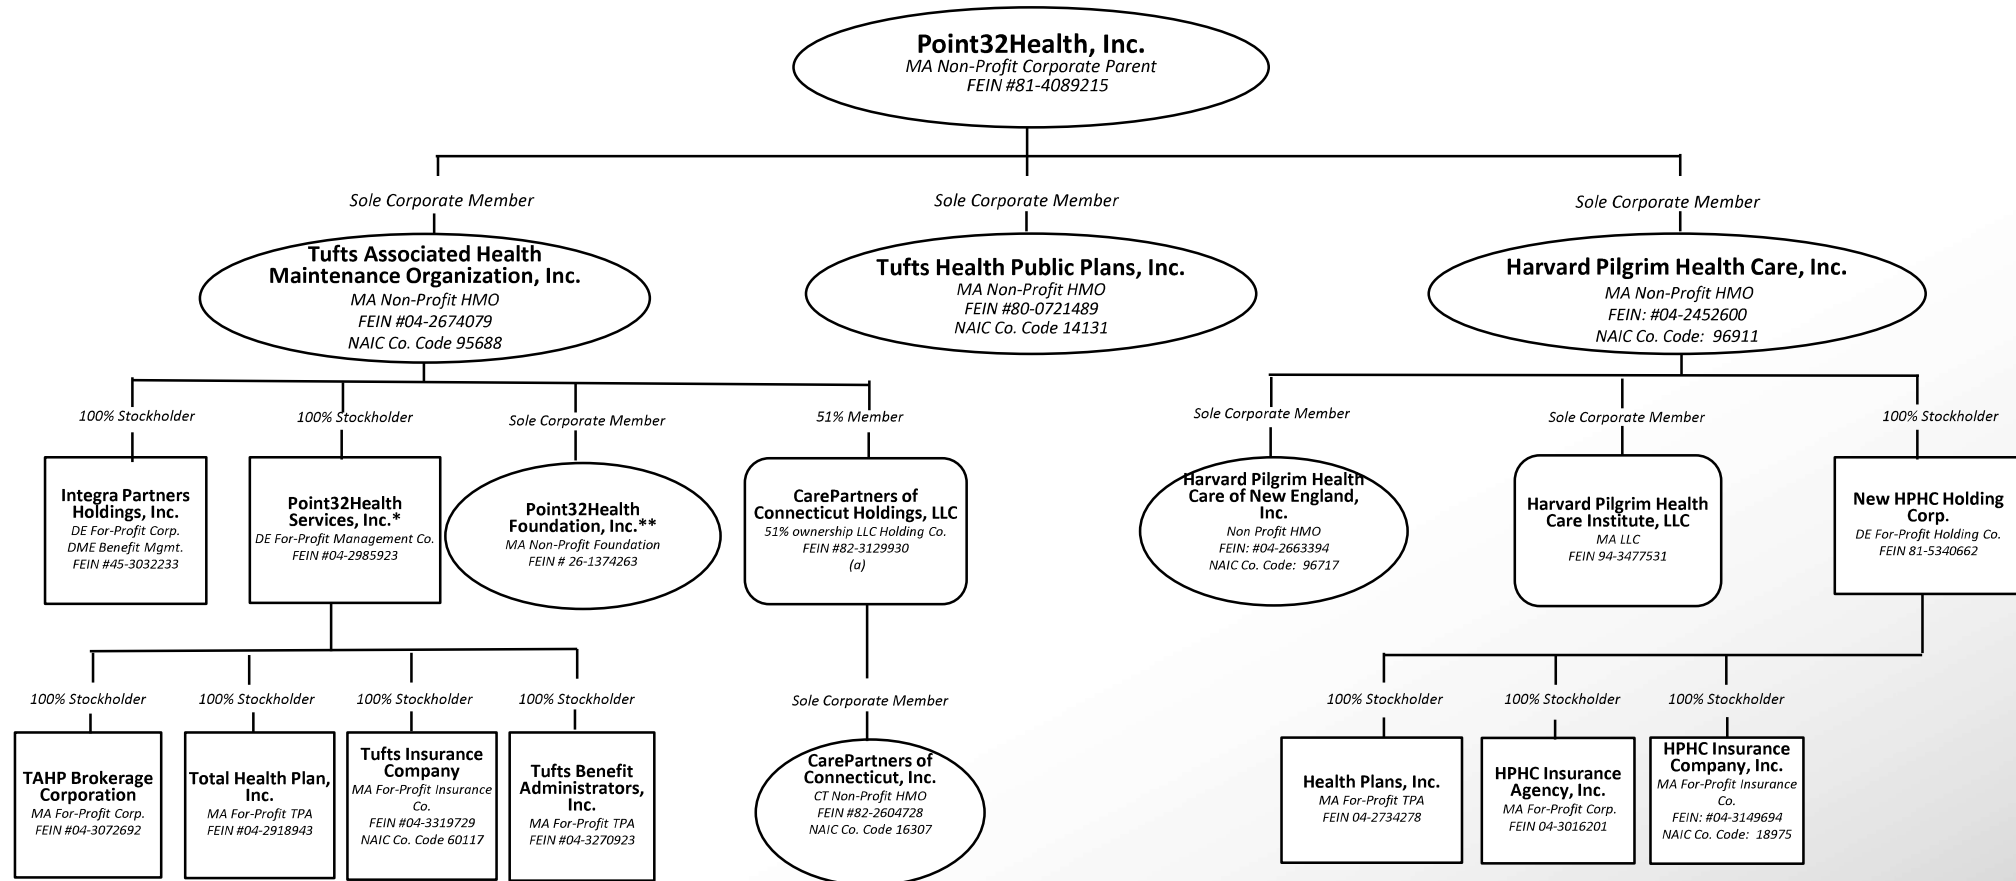 Point32Health, Inc.
MA Non-Profit Corporate Parent
FEIN #81-4089215
Sole Corporate Member
Sole Corporate Member
Sole Corporate Member
Tufts Associated Health
Maintenance Organization, Inc.
MA Non-Profit HMO
FEIN #04-2674079
NAIC Co. Code 95688
Tufts Health Public Plans, Inc.
MA Non-Profit HMO
FEIN #80-0721489
NAIC Co. Code 14131
Harvard Pilgrim Health Care, Inc.
MA Non-Profit HMO
FEIN: #04-2452600
NAIC Co. Code: 96911
100% Stockholder
100% Stockholder
Sole Corporate Member
51% Member
Sole Corporate Member
Sole Corporate Member
100% Stockholder
Integra Partners
Holdings, Inc.
DE For-Profit Corp.
DME Benefit Mgmt.
FEIN #45-3032233
Point32Health
Services, Inc.*
DE For-Profit Management Co.
FEIN #04-2985923
Point32Health
Foundation, Inc.**
MA Non-Profit Foundation
FEIN # 26-1374263
CarePartners of
Connecticut Holdings, LLC
51% ownership LLC Holding Co.
FEIN #82-3129930
(a)
Harvard Pilgrim Health
Care of New England,
Inc.
Non Profit HMO
FEIN: #04-2663394
NAIC Co. Code: 96717
Harvard Pilgrim Health
Care Institute, LLC
MA LLC
FEIN 94-3477531
New HPHC Holding
Corp.
DE For-Profit Holding Co.
FEIN 81-5340662
100% Stockholder
100% Stockholder
100% Stockholder
100% Stockholder
Sole Corporate Member
100% Stockholder
100% Stockholder
100% Stockholder
TAHP Brokerage
Corporation
MA For-Profit Corp.
FEIN #04-3072692
Total Health Plan,
Inc.
MA For-Profit TPA
FEIN #04-2918943
Tufts Insurance
Company
MA For-Profit Insurance
Co.
FEIN #04-3319729
NAIC Co. Code 60117
Tufts Benefit
Administrators,
Inc.
MA For-Profit TPA
FEIN #04-3270923
CarePartners of
Connecticut, Inc.
CT Non-Profit HMO
FEIN #82-2604728
NAIC Co. Code 16307
Health Plans, Inc.
MA For-Profit TPA
FEIN 04-2734278
HPHC Insurance
Agency, Inc.
MA For-Profit Corp.
FEIN 04-3016201
HPHC Insurance
Company, Inc.
MA For-Profit Insurance
Co.
FEIN: #04-3149694
NAIC Co. Code: 18975